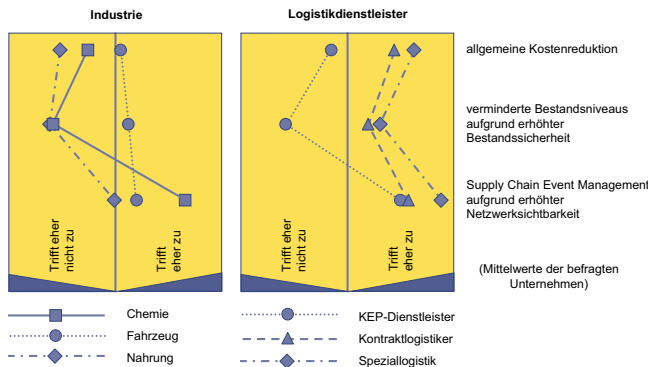 Industrie
Logistikdienstleister
allgemeine Kostenreduktion
verminderte Bestandsniveaus
aufgrund erhöhter
Bestandssicherheit
Supply Chain Event Management
aufgrund erhöhter
Netzwerksichtbarkeit
Trifft eher
nicht zu
Trifft
eher zu
Trifft eher
nicht zu
Trifft
eher zu
(Mittelwerte der befragten
Unternehmen)
Chemie
Fahrzeug
Nahrung
KEP-Dienstleister
Kontraktlogistiker
Speziallogistik